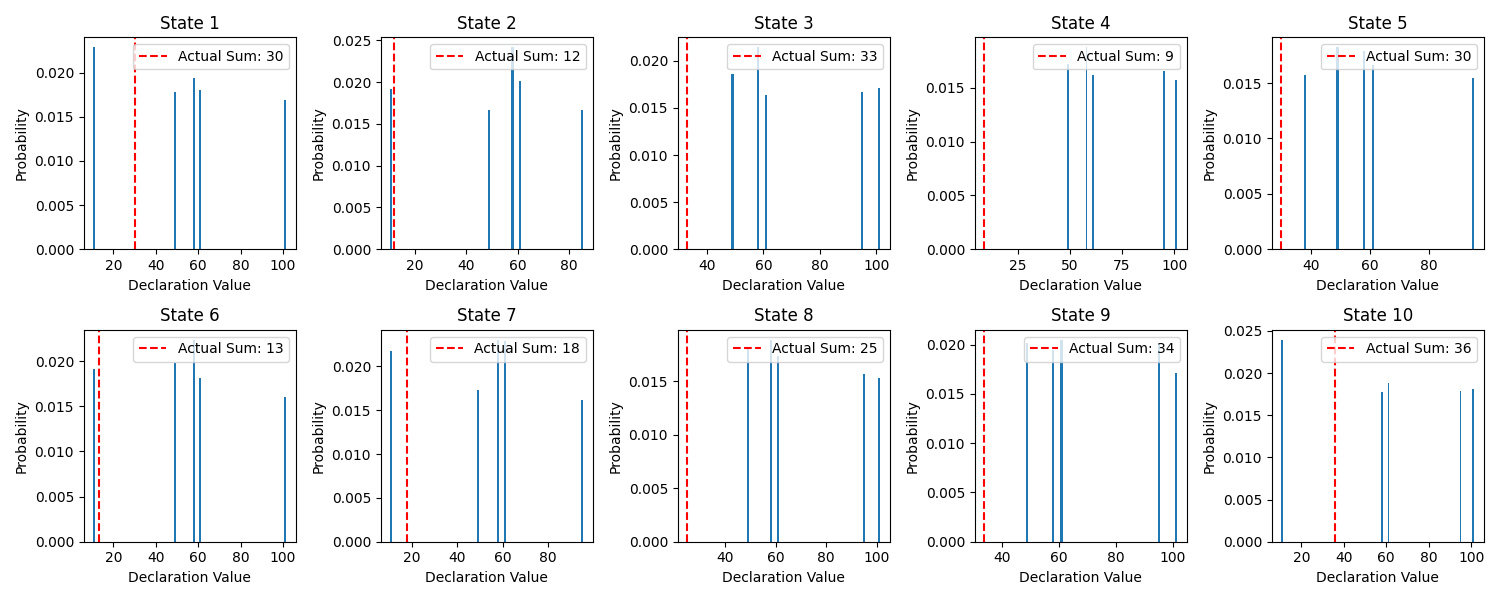 State 1
Actual Sum: 30
0.020
0.015
0.010
0.005
0.000
Probability
20 40 60 80 100
Declaration Value
State 2
Actual Sum: 12
0.025
0.020
0.015
0.010
0.005
0.000
Probability
20 40 60 80
Declaration Value
State 3
Actual Sum: 33
0.020
0.015
0.010
0.005
0.000
Probability
40 60 80 100
Declaration Value
State 4
Actual Sum: 9
0.015
0.010
0.005
0.000
Probability
25 50 75 100
Declaration Value
State 5
Actual Sum: 30
0.015
0.010
0.005
0.000
Probability
40 60 80
Declaration Value
State 6
Actual Sum: 13
0.020
0.015
0.010
0.005
0.000
Probability
20 40 60 80 100
Declaration Value
State 7
Actual Sum: 18
0.020
0.015
0.010
0.005
0.000
Probability
20 40 60 80
Declaration Value
State 8
Actual Sum: 25
0.015
0.010
0.005
0.000
Probability
40 60 80 100
Declaration Value
State 9
Actual Sum: 34
0.020
0.015
0.010
0.005
0.000
Probability
40 60 80 100
Declaration Value
State 10
Actual Sum: 36
0.025
0.020
0.015
0.010
0.005
0.000
Probability
20 40 60 80 100
Declaration Value